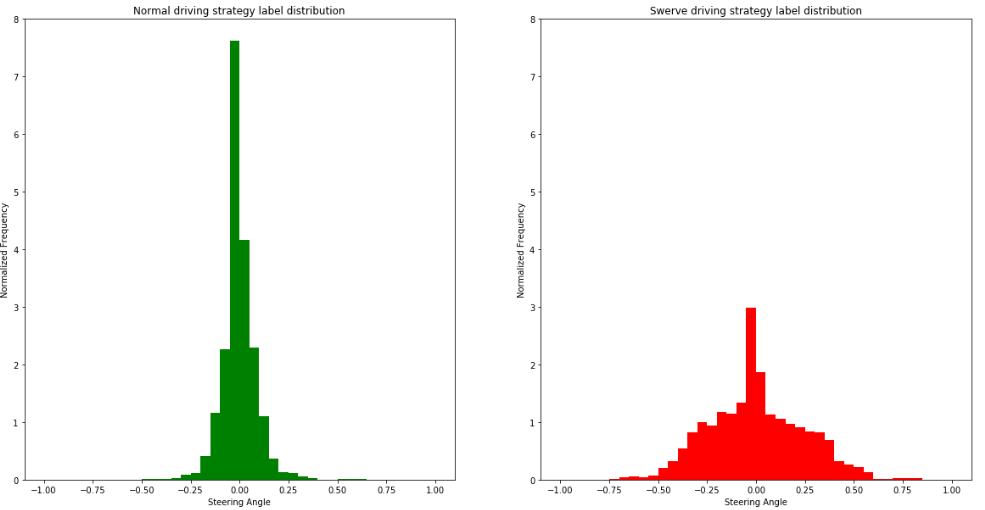 Normal driving strategy label distribution
8
7
6
5
4
3
2
1
0
Normalized Frequency
−1.00 −0.75 −0.50 −0.25 0.00 0.25 0.50 0.75 1.00
Steering Angle
Swerve driving strategy label distribution
8
7
6
5
4
3
2
1
0
Normalized Frequency
−1.00 −0.75 −0.50 −0.25 0.00 0.25 0.50 0.75 1.00
Steering Angle